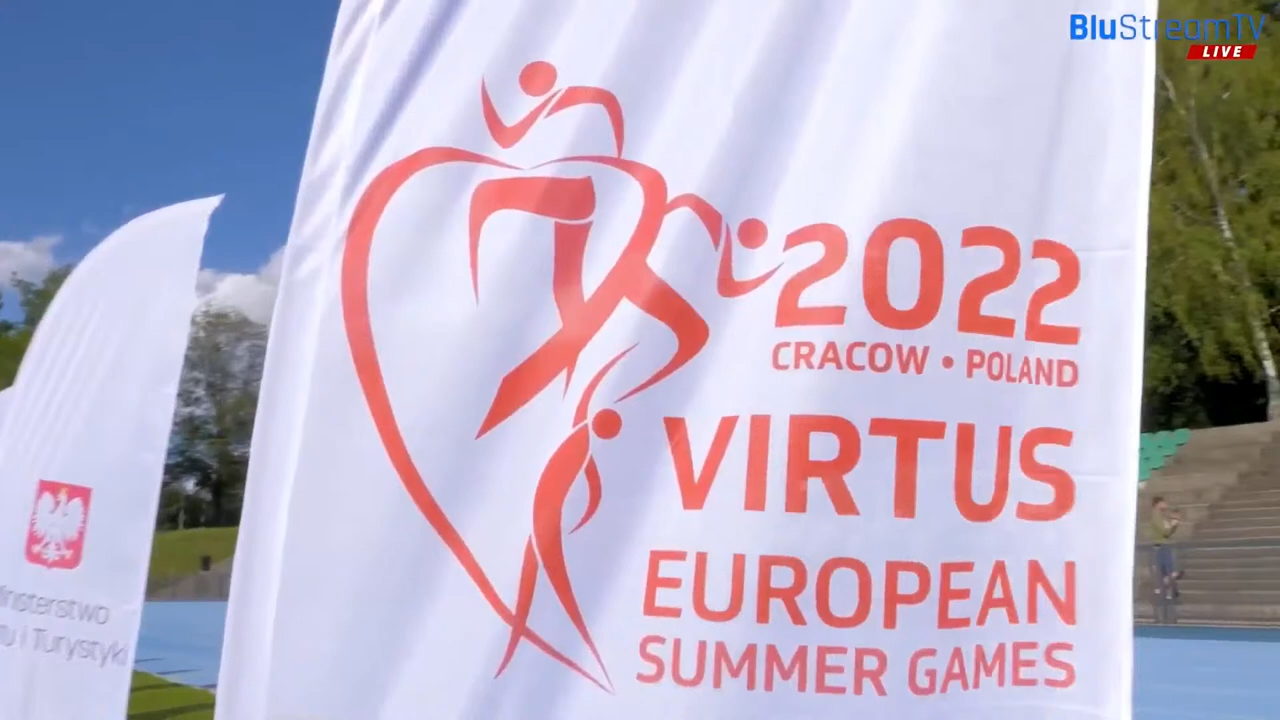 BluStreamTV
LIVE
2022
CRACOW • POLAND
VIRTUS
EUROPEAN
SUMMER GAMES
i Turystyki